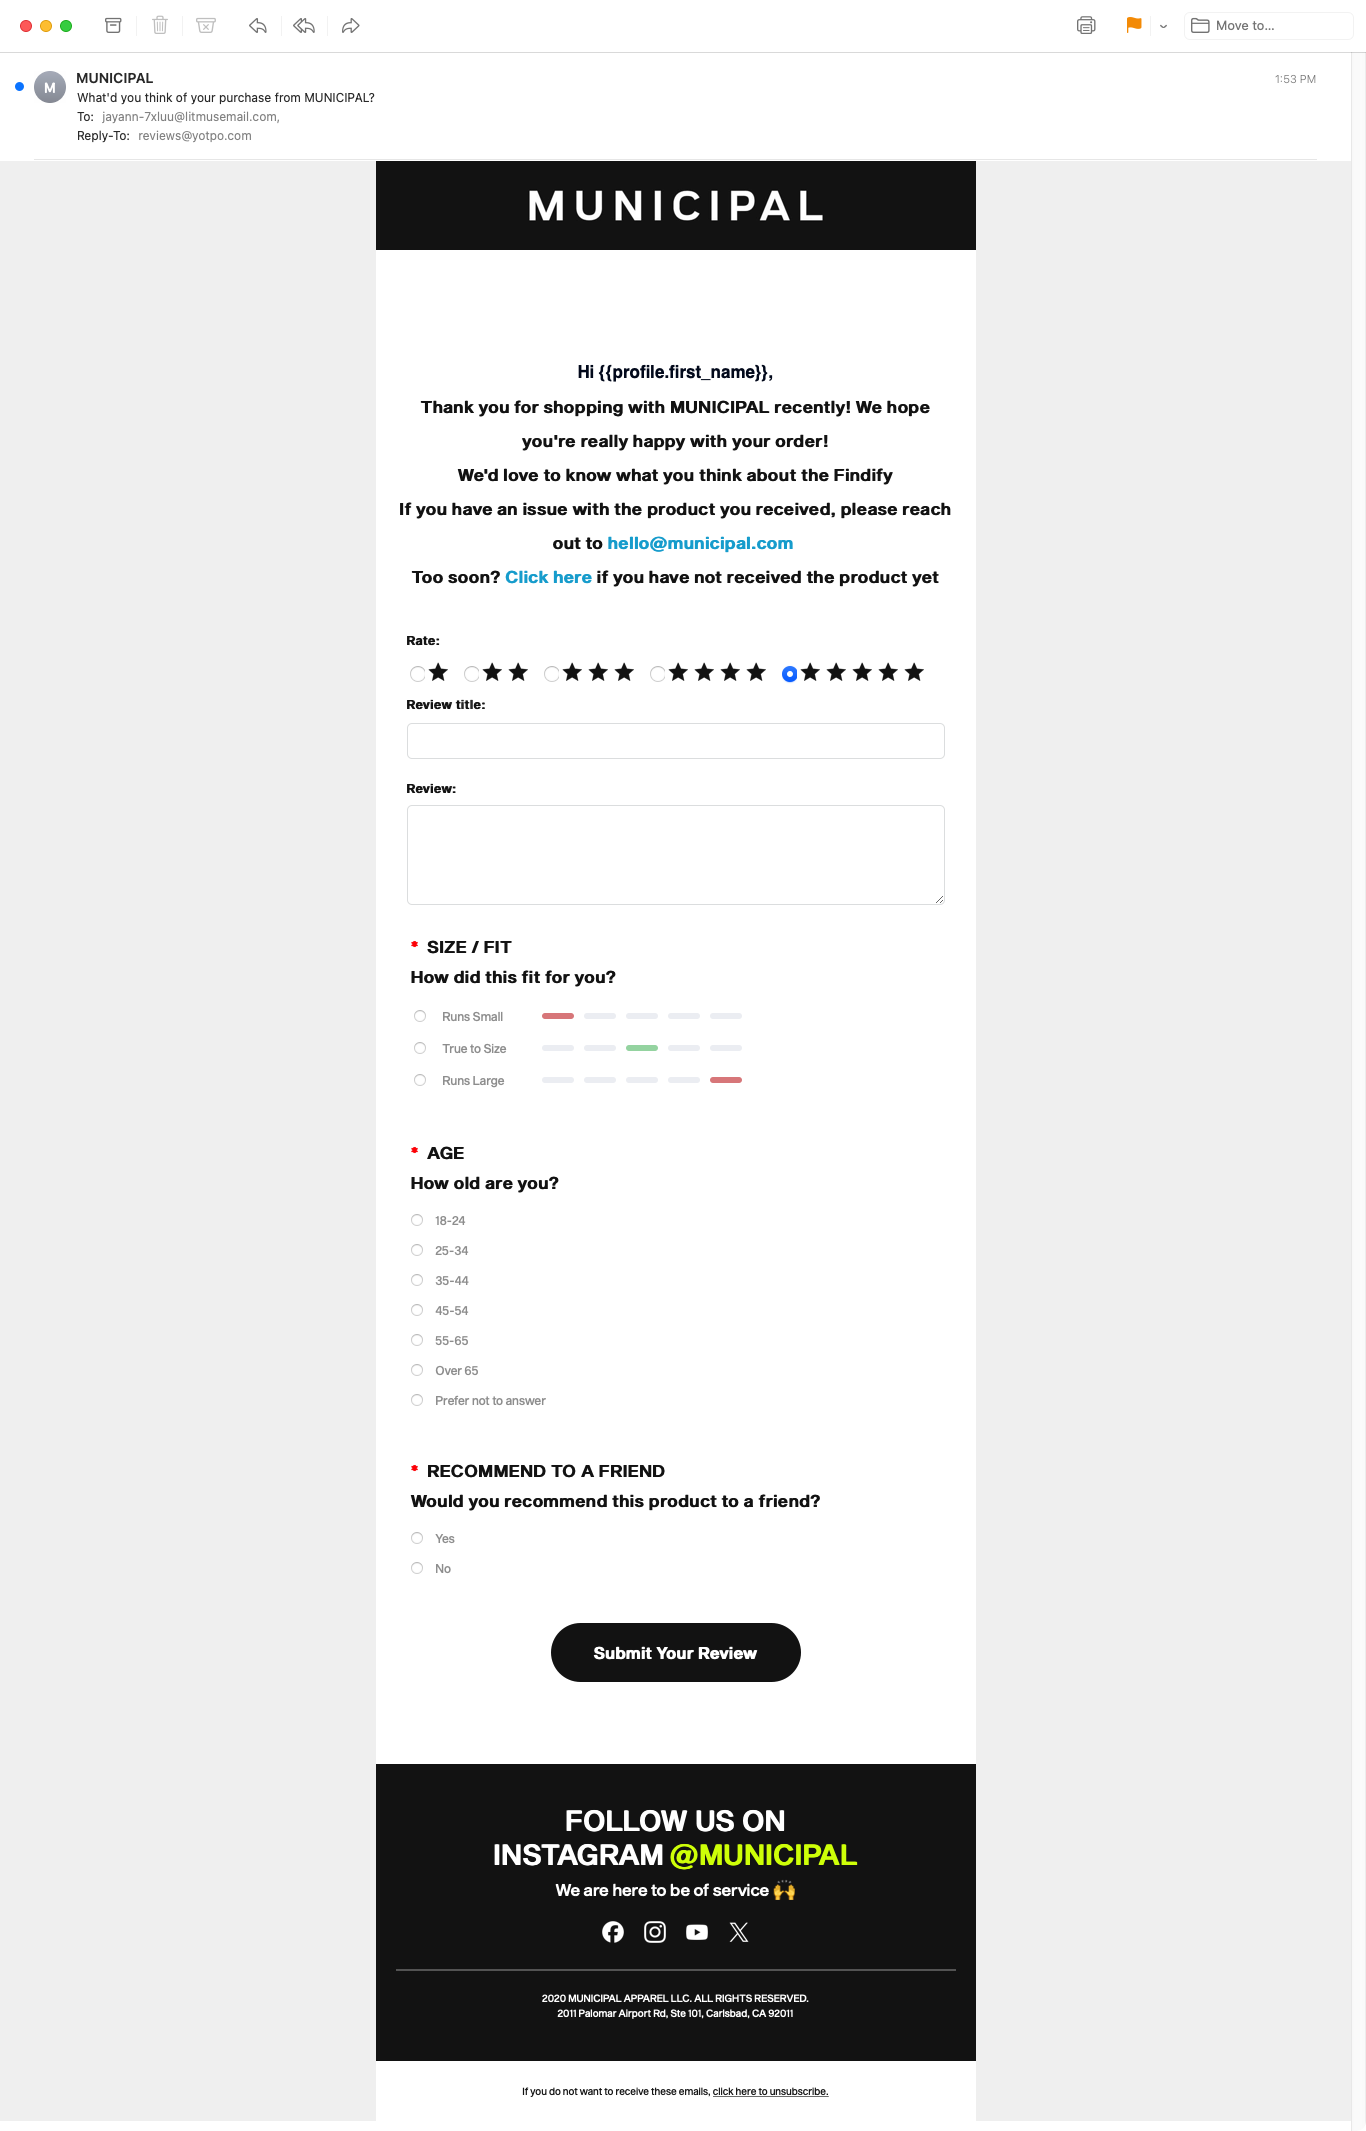 Move to...
M
MUNICIPAL
1:53 PM
What'd you think of your purchase from MUNICIPAL?
To: jayann-7xluu@litmusemail.com,
Reply-To: reviews@yotpo.com
MUNICIPAL
Hi {{profile.first_name}},
Thank you for shopping with MUNICIPAL recently! We hope
you're really happy with your order!
We'd love to know what you think about the Findify
If you have an issue with the product you received, please reach
out to hello@municipal.com
Too soon? Click here if you have not received the product yet
Rate:
Review title:
Review:
* SIZE / FIT
How did this fit for you?
Runs Small
True to Size
Runs Large
* AGE
How old are you?
18-24
25-34
35-44
45-54
55-65
Over 65
Prefer not to answer
* RECOMMEND TO A FRIEND
Would you recommend this product to a friend?
Yes
No
Submit Your Review
FOLLOW US ON
INSTAGRAM @MUNICIPAL
We are here to be of service 🙌
2020 MUNICIPAL APPAREL LLC. ALL RIGHTS RESERVED.
2011 Palomar Airport Rd, Ste 101, Carlsbad, CA 92011
If you do not want to receive these emails, click here to unsubscribe.